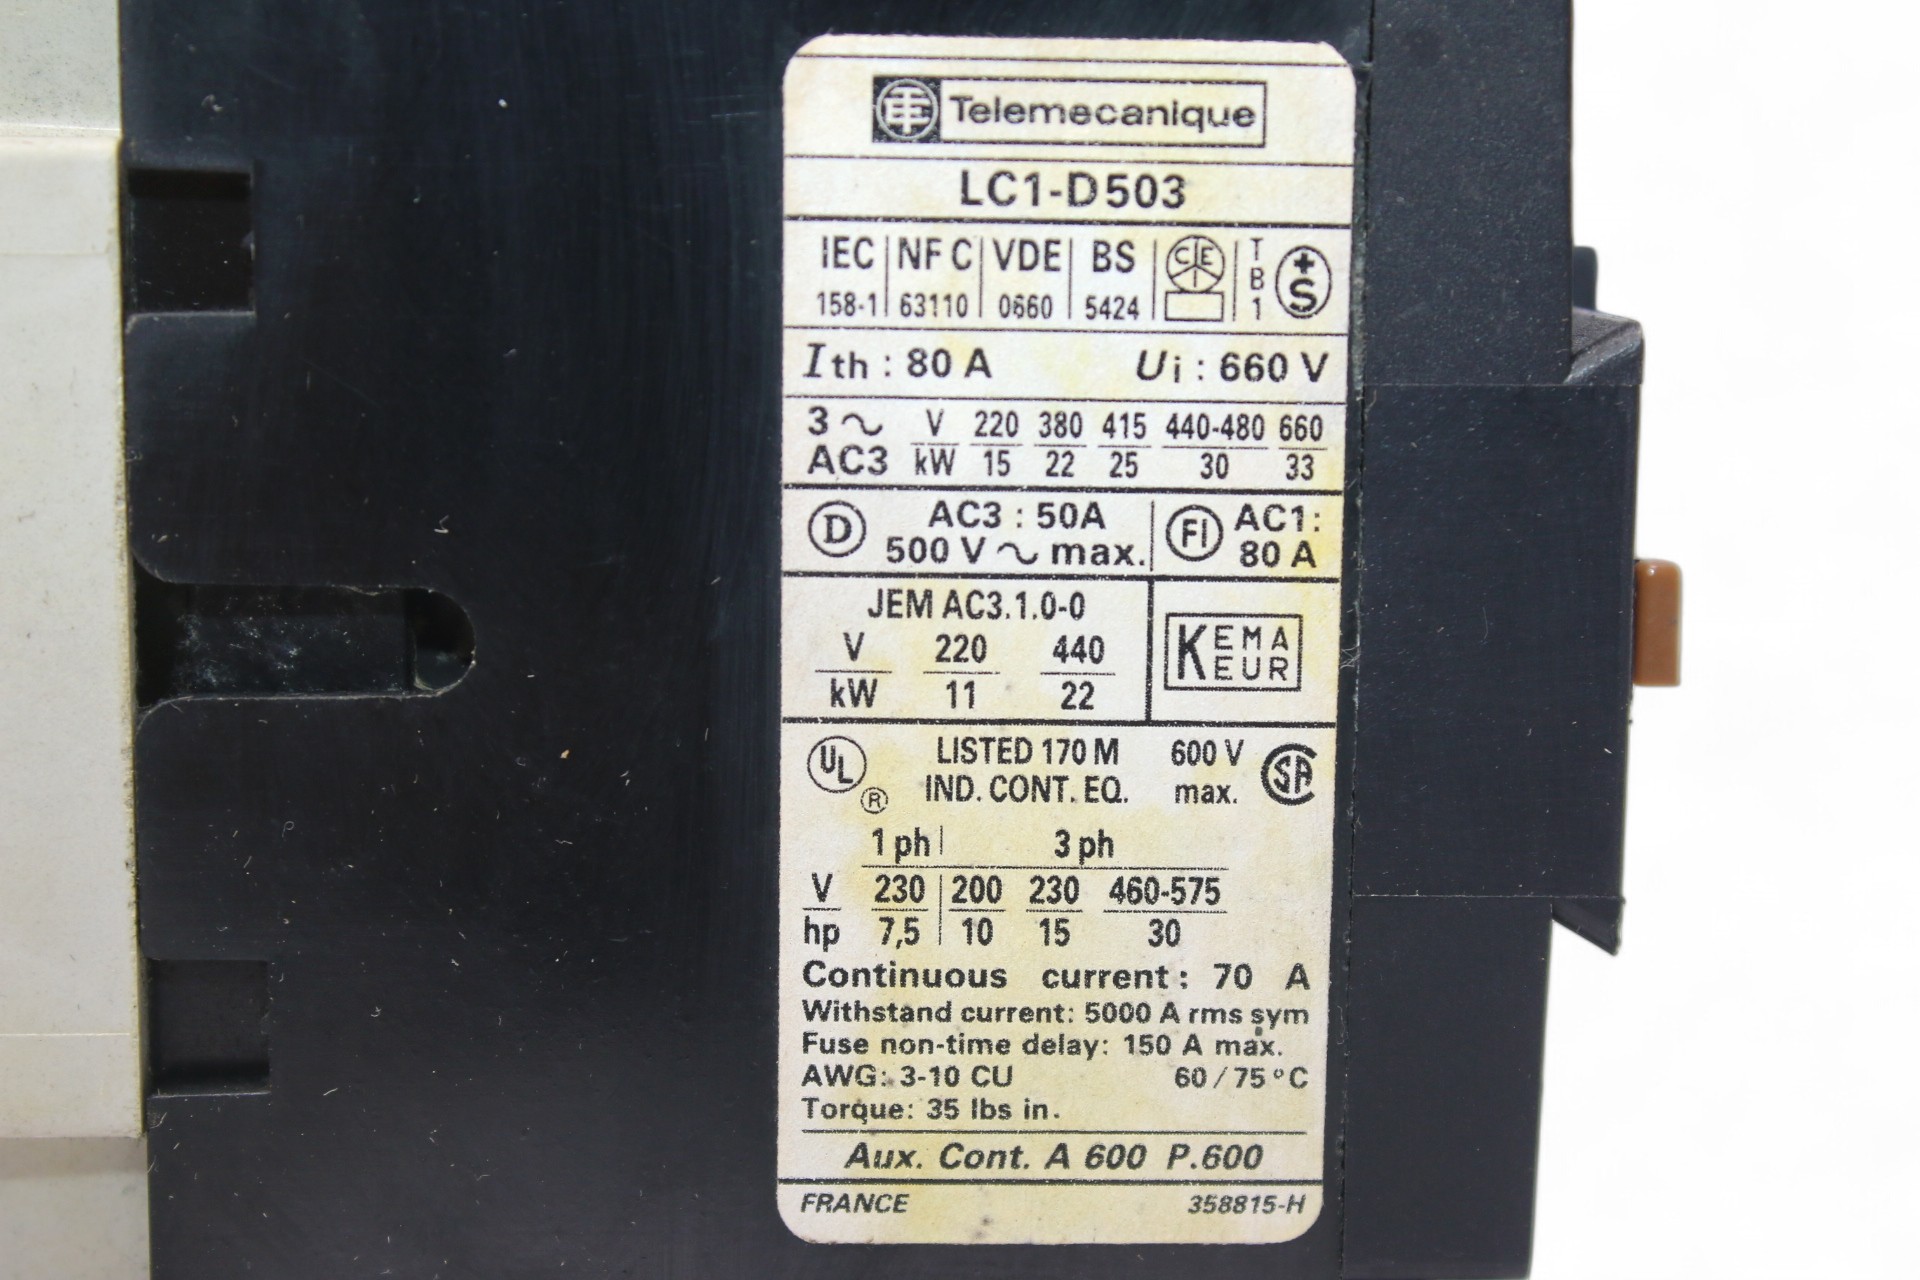 Telemecanique
LC1-D503
IEC NF C VDE BS CEI T B 1 +S
158-1 63110 0660 5424
Ith : 80 A Ui : 660 V
3 ~ V 220 380 415 440-480 660
AC3 kW 15 22 25 30 33
D AC3 : 50A FI AC1:
500 V ~ max. 80 A
JEM AC3.1.0-0
V 220 440
kW 11 22
KEMA
EUR
UL ® LISTED 170 M 600 V SA
IND. CONT. EQ. max.
1 ph 3 ph
V 230 200 230 460-575
hp 7,5 10 15 30
Continuous current: 70 A
Withstand current: 5000 A rms sym
Fuse non-time delay: 150 A max.
AWG: 3-10 CU 60 / 75 °C
Torque: 35 lbs in.
Aux. Cont. A 600 P.600
FRANCE 358815-H